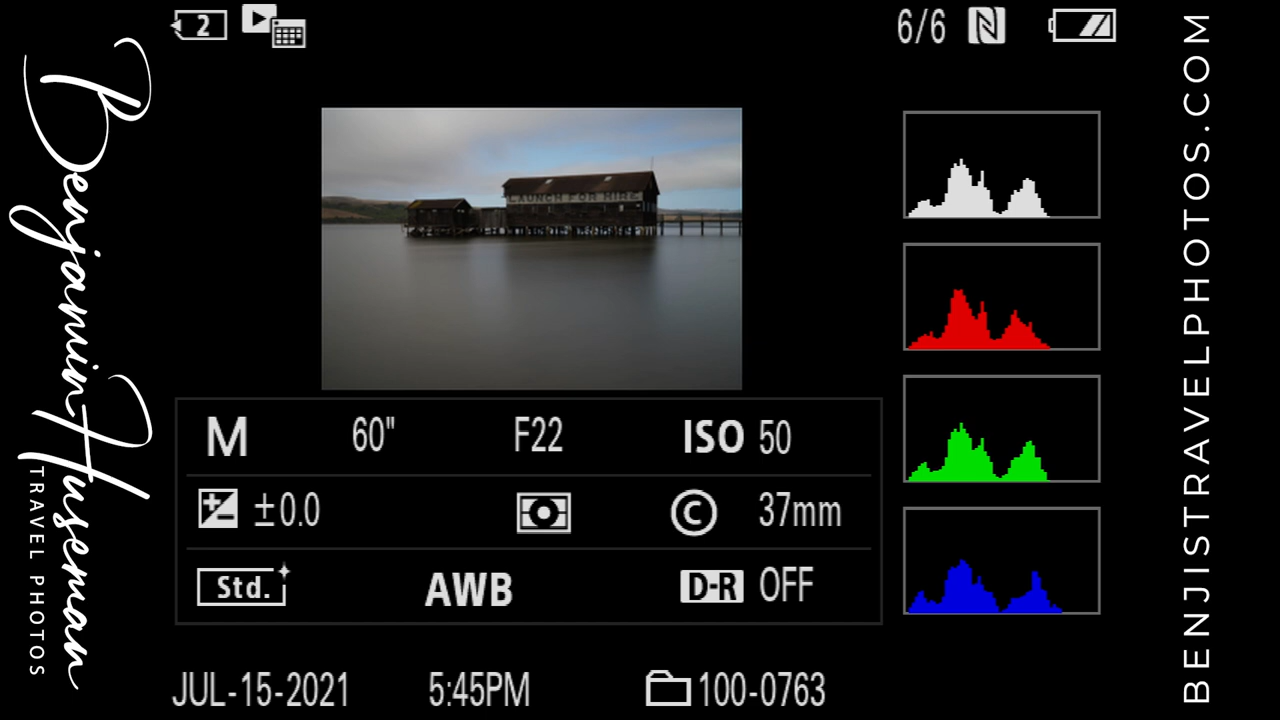 2
6/6
N
LAUNCH FOR HIRE
M 60" F22 ISO 50
±0.0 C 37mm
Std. AWB D-R OFF
JUL-15-2021 5:45PM 100-0763
Benjamin Huseman
TRAVEL PHOTOS
BENJISTRAVELPHOTOS.COM